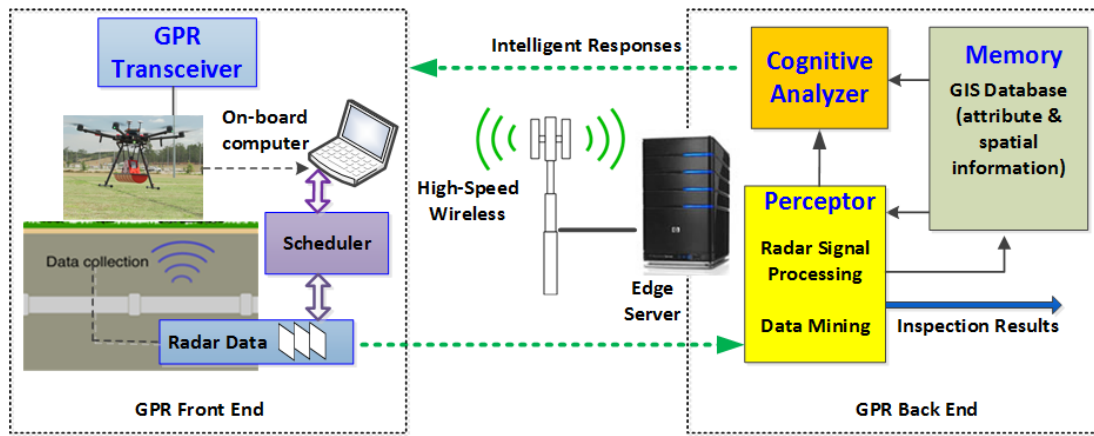 GPR
Transceiver
On-board
computer
Scheduler
Data collection
Radar Data
GPR Front End
Intelligent Responses
High-Speed
Wireless
Edge
Server
Cognitive
Analyzer
Memory
GIS Database
(attribute &
spatial
information)
Perceptor
Radar Signal
Processing
Data Mining
Inspection Results
GPR Back End